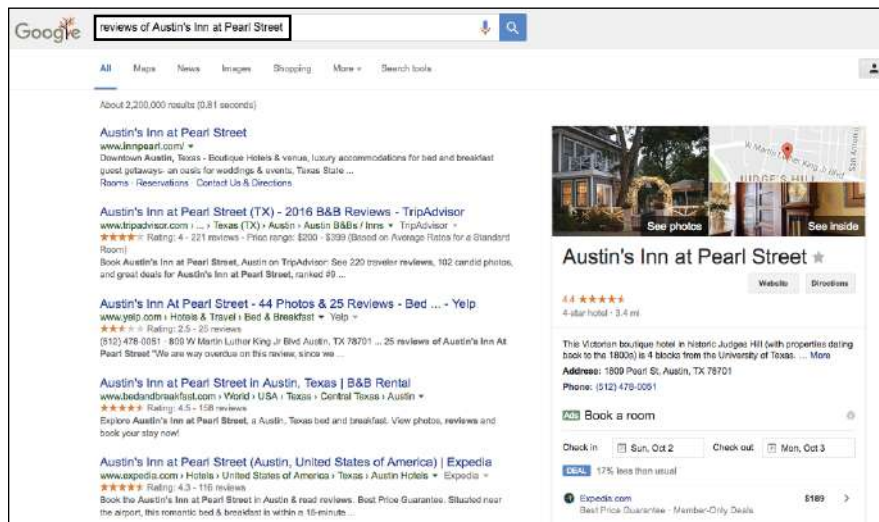 Google
reviews of Austin's Inn at Pearl Street
All Maps News Images Shopping More Search tools
About 2,200,000 results (0.81 seconds)
Austin's Inn at Pearl Street
www.innpearl.com/
Downtown Austin, Texas - Boutique Hotels & venue, luxury accommodations for bed and breakfast
guest getaways- an oasis for weddings & events, Texas State ...
Rooms · Reservations · Contact Us & Directions
Austin's Inn at Pearl Street (TX) - 2016 B&B Reviews - TripAdvisor
www.tripadvisor.com › ... › Texas (TX) › Austin › Austin B&Bs / Inns TripAdvisor
Rating: 4 - 221 reviews - Price range: $200 - $399 (Based on Average Rates for a Standard
Room)
Book Austin's Inn at Pearl Street, Austin on TripAdvisor: See 220 traveler reviews, 102 candid photos,
and great deals for Austin's Inn at Pearl Street, ranked #9 ...
Austin's Inn At Pearl Street - 44 Photos & 25 Reviews - Bed ... - Yelp
www.yelp.com › Hotels & Travel › Bed & Breakfast Yelp
Rating: 2.5 - 25 reviews
(512) 478-0051 · 809 W Martin Luther King Jr Blvd Austin, TX 78701 ... 25 reviews of Austin's Inn At
Pearl Street "We are way overdue on this review, since we ...
Austin's Inn at Pearl Street in Austin, Texas | B&B Rental
www.bedandbreakfast.com › World › USA › Texas › Central Texas › Austin
Rating: 4.5 - 158 reviews
Explore Austin's Inn at Pearl Street, a Austin, Texas bed and breakfast. View photos, reviews and
book your stay now!
Austin's Inn at Pearl Street (Austin, United States of America) | Expedia
www.expedia.com › Hotels › United States of America › Texas › Austin Hotels Expedia
Rating: 4.3 - 116 reviews
Book the Austin's Inn at Pearl Street in Austin & read reviews. Best Price Guarantee. Situated near
the airport, this romantic bed & breakfast is within a 15-minute ...
W Martin Luther King Jr Blvd
San Antonio
JUDGE'S HILL
See photos
See inside
Austin's Inn at Pearl Street
Website Directions
4.4
4-star hotel · 3.4 mi
This Victorian boutique hotel in historic Judges Hill (with properties dating
back to the 1800s) is 4 blocks from the University of Texas. ... More
Address: 1809 Pearl St, Austin, TX 78701
Phone: (512) 478-0051
Ads Book a room
Check in Sun, Oct 2 Check out Mon, Oct 3
DEAL 17% less than usual
Expedia.com $189
Best Price Guarantee · Member-Only Deals